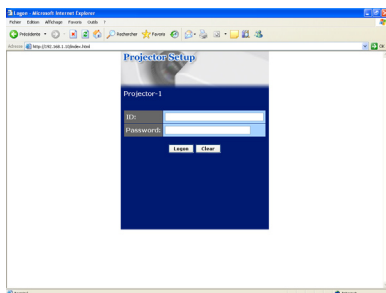 Logon - Microsoft Internet Explorer
Fichier Edition Affichage Favoris Outils ?
Précédente Rechercher Favoris
Adresse http://192.168.1.10/index.html OK
Projector Setup
Projector-1
ID:
Password:
Logon Clear
Internet